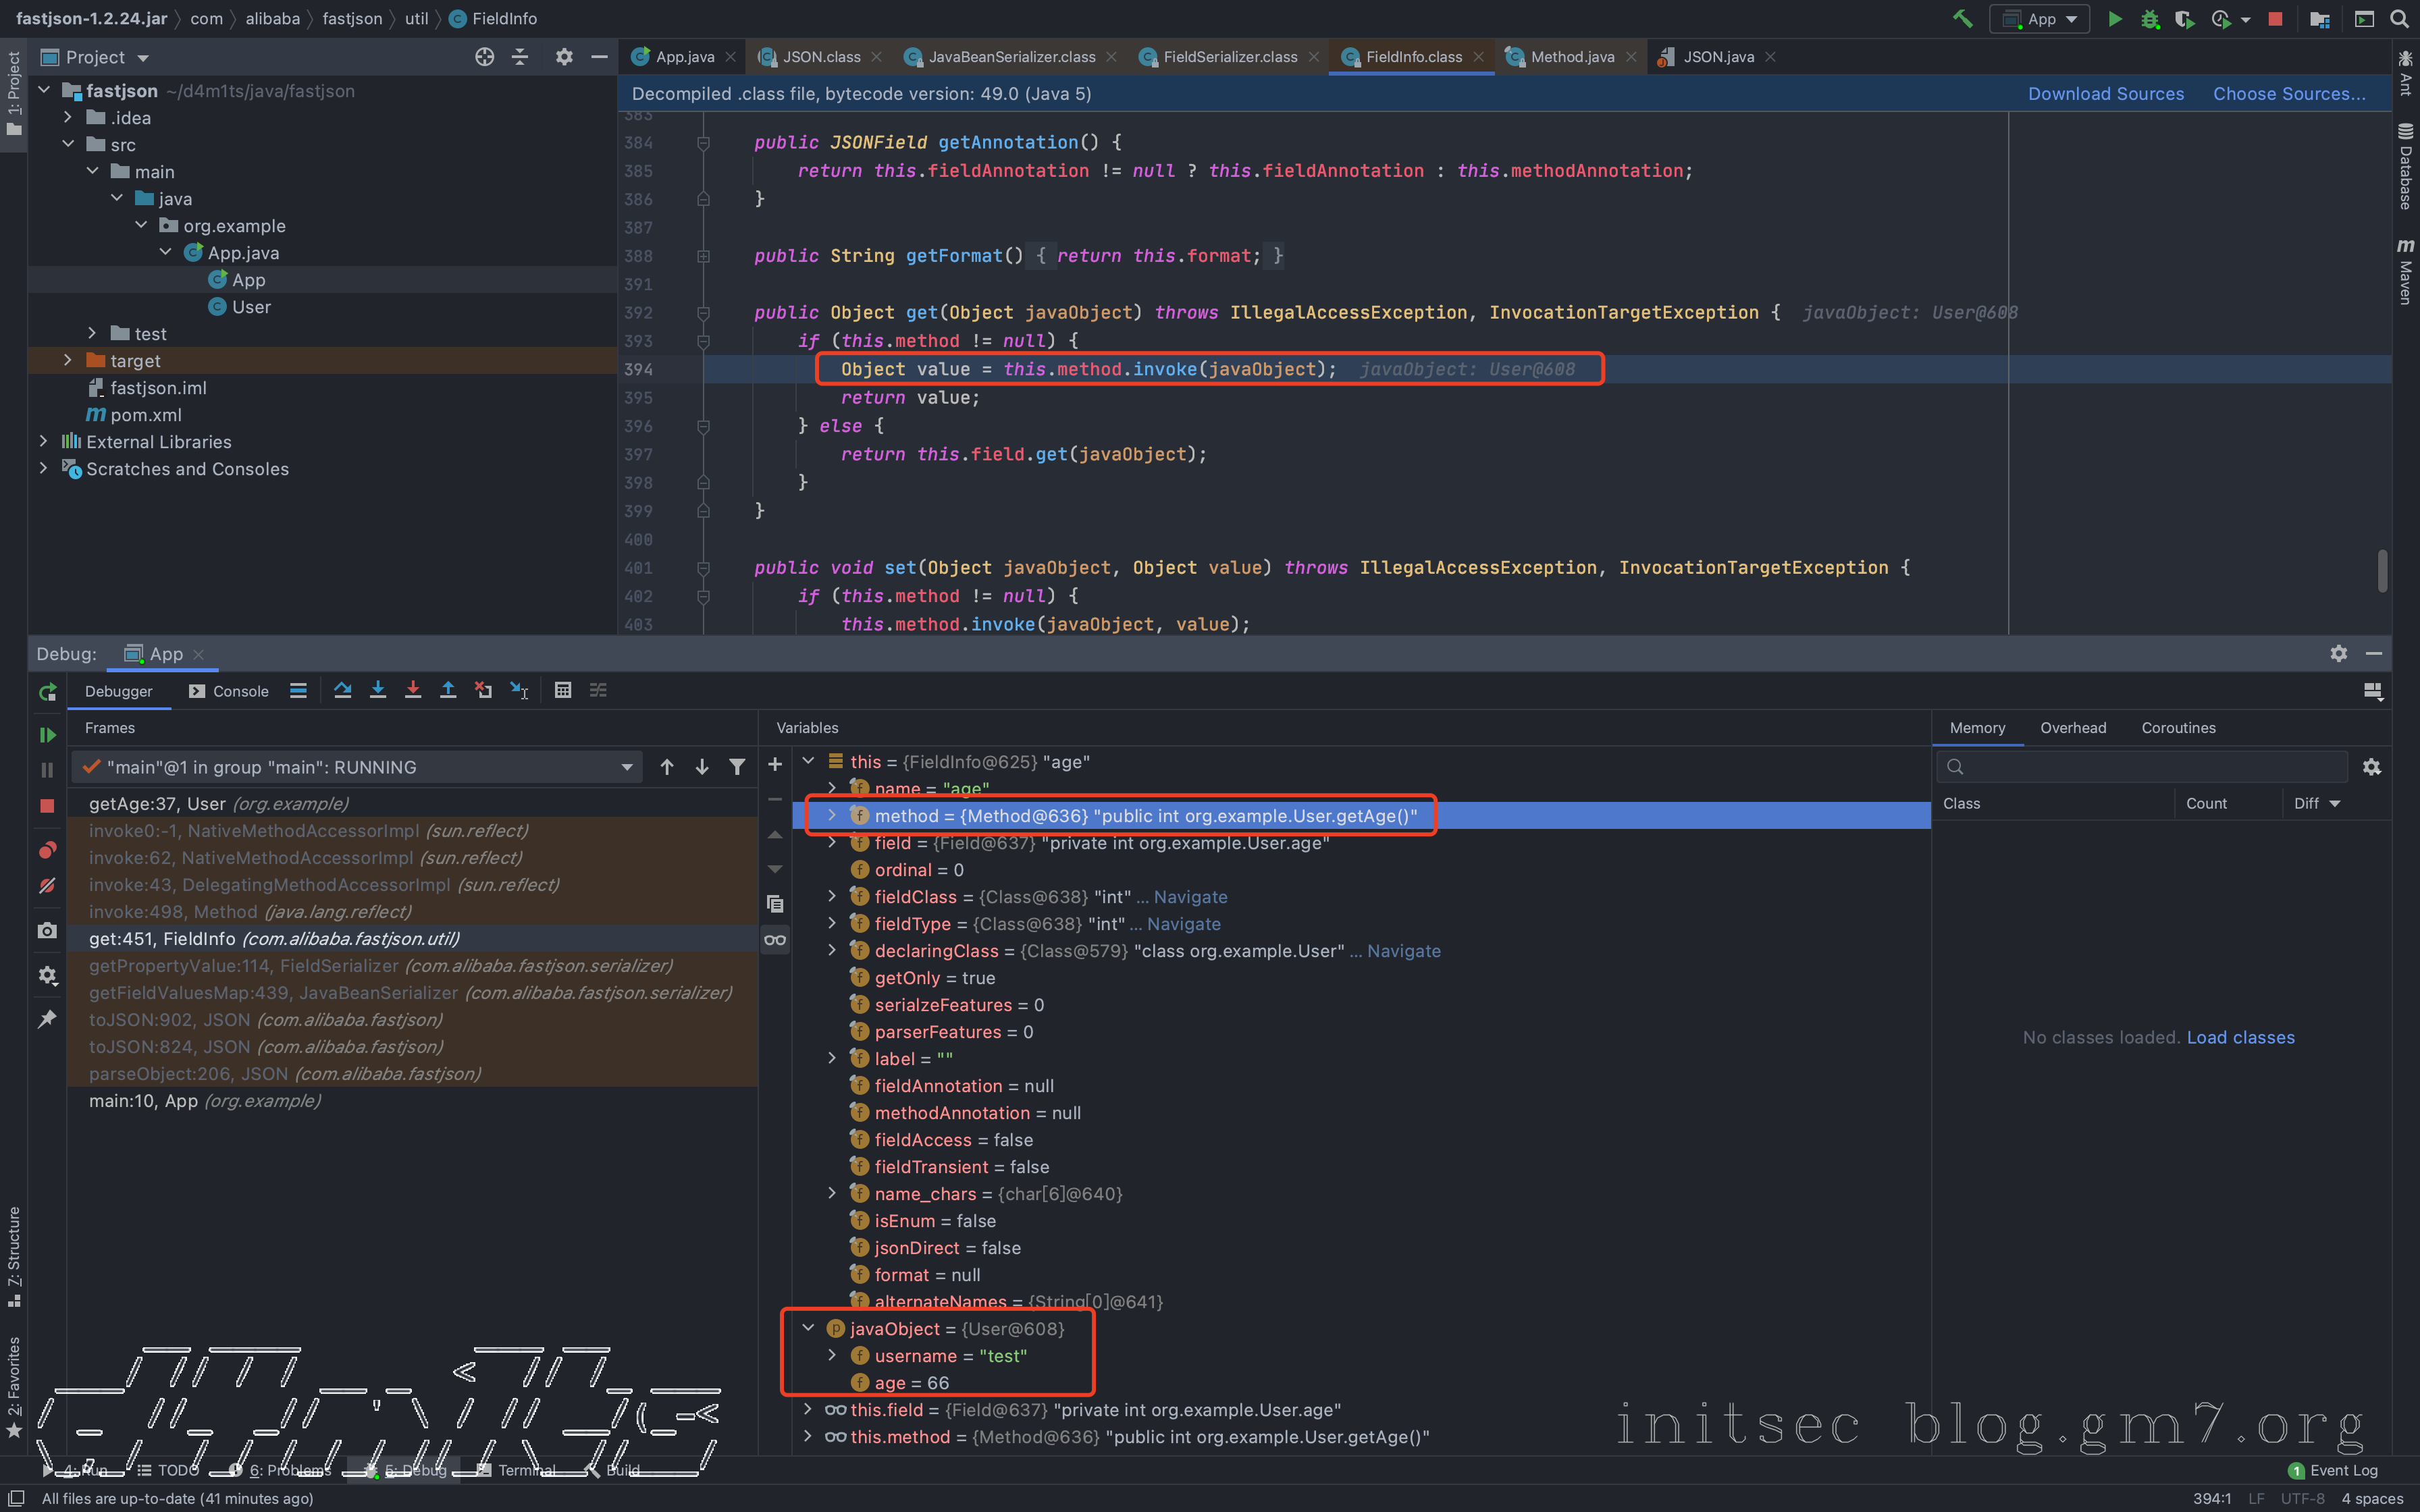 fastjson-1.2.24.jar com alibaba fastjson util FieldInfo
App
Project
App.java JSON.class JavaBeanSerializer.class FieldSerializer.class FieldInfo.class Method.java JSON.java
1: Project
Ant
Database
Maven
fastjson ~/d4m1ts/java/fastjson
.idea
src
main
java
org.example
App.java
App
User
test
target
fastjson.iml
pom.xml
External Libraries
Scratches and Consoles
Decompiled .class file, bytecode version: 49.0 (Java 5) Download Sources Choose Sources...
383
384 public JSONField getAnnotation() {
385 return this.fieldAnnotation != null ? this.fieldAnnotation : this.methodAnnotation;
386 }
387
388 public String getFormat() { return this.format; }
391
392 public Object get(Object javaObject) throws IllegalAccessException, InvocationTargetException { javaObject: User@608
393 if (this.method != null) {
394 Object value = this.method.invoke(javaObject); javaObject: User@608
395 return value;
396 } else {
397 return this.field.get(javaObject);
398 }
399 }
400
401 public void set(Object javaObject, Object value) throws IllegalAccessException, InvocationTargetException {
402 if (this.method != null) {
403 this.method.invoke(javaObject, value);
Debug: App
Debugger Console
Frames
"main"@1 in group "main": RUNNING
getAge:37, User (org.example)
invoke0:-1, NativeMethodAccessorImpl (sun.reflect)
invoke:62, NativeMethodAccessorImpl (sun.reflect)
invoke:43, DelegatingMethodAccessorImpl (sun.reflect)
invoke:498, Method (java.lang.reflect)
get:451, FieldInfo (com.alibaba.fastjson.util)
getPropertyValue:114, FieldSerializer (com.alibaba.fastjson.serializer)
getFieldValuesMap:439, JavaBeanSerializer (com.alibaba.fastjson.serializer)
toJSON:902, JSON (com.alibaba.fastjson)
toJSON:824, JSON (com.alibaba.fastjson)
parseObject:206, JSON (com.alibaba.fastjson)
main:10, App (org.example)
Variables
this = {FieldInfo@625} "age"
name = "age"
method = {Method@636} "public int org.example.User.getAge()"
field = {Field@637} "private int org.example.User.age"
ordinal = 0
fieldClass = {Class@638} "int" ... Navigate
fieldType = {Class@638} "int" ... Navigate
declaringClass = {Class@579} "class org.example.User" ... Navigate
getOnly = true
serialzeFeatures = 0
parserFeatures = 0
label = ""
fieldAnnotation = null
methodAnnotation = null
fieldAccess = false
fieldTransient = false
name_chars = {char[6]@640}
isEnum = false
jsonDirect = false
format = null
alternateNames = {String[0]@641}
javaObject = {User@608}
username = "test"
age = 66
this.field = {Field@637} "private int org.example.User.age"
this.method = {Method@636} "public int org.example.User.getAge()"
Memory Overhead Coroutines
Class Count Diff
No classes loaded. Load classes
Z: Structure
2: Favorites
initsec blog.gm7.org
4: Run TODO 6: Problems 5: Debug Terminal Build
1 Event Log
All files are up-to-date (41 minutes ago)
394:1 LF UTF-8 4 spaces